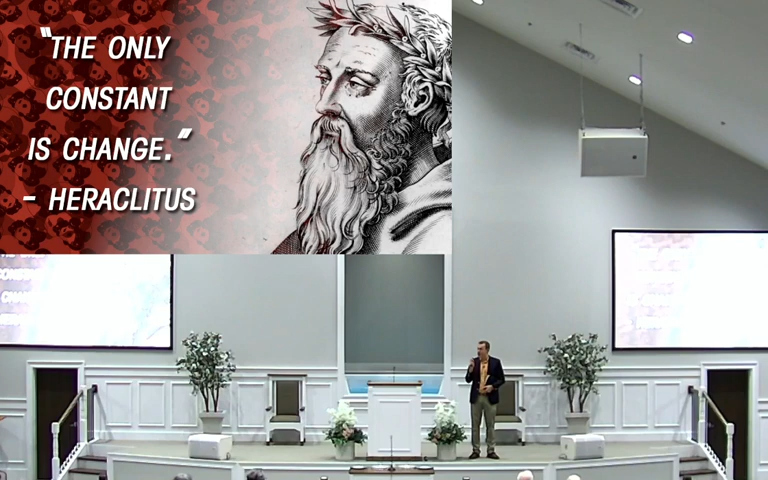 "THE ONLY
CONSTANT
IS CHANGE."
- HERACLITUS